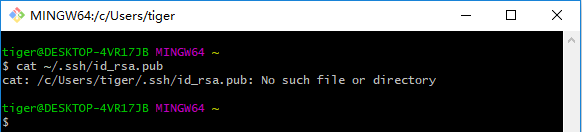 MINGW64:/c/Users/tiger
tiger@DESKTOP-4VR17JB MINGW64 ~
$ cat ~/.ssh/id_rsa.pub
cat: /c/Users/tiger/.ssh/id_rsa.pub: No such file or directory
tiger@DESKTOP-4VR17JB MINGW64 ~
$